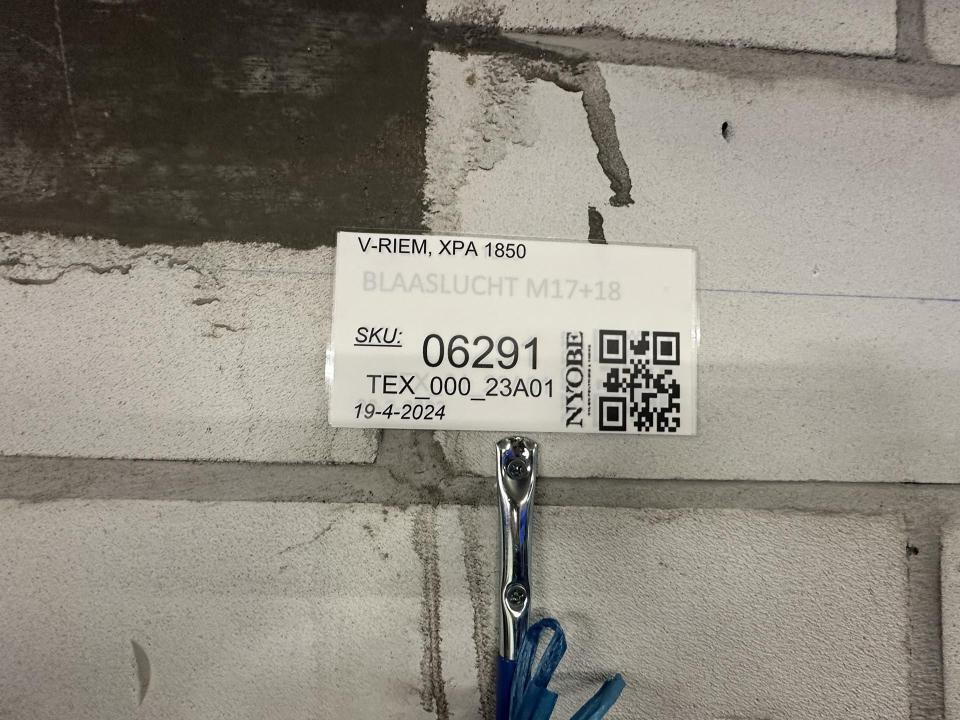 V-RIEM, XPA 1850
BLAASLUCHT M17+18
SKU: 06291
TEX_000_23A01
19-4-2024
NYOBE